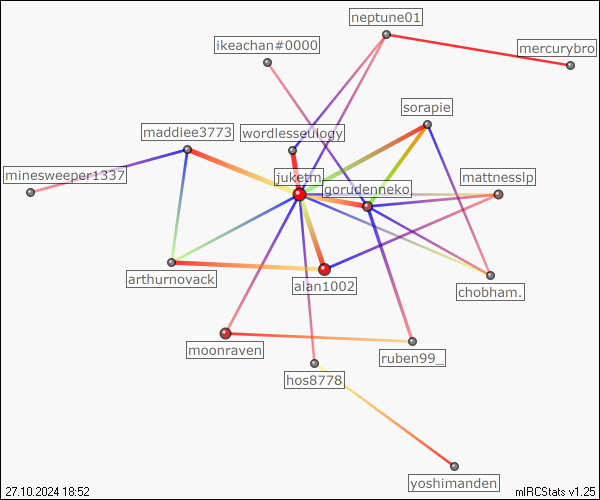 neptune01
ikeachan#0000
mercurybro
sorapie
maddiee3773
wordlesseulogy
minesweeper1337
juketm
gorudenneko
mattnesslp
arthurnovack
alan1002
chobham.
moonraven
ruben99_
hos8778
yoshimanden
27.10.2024 18:52
mIRCStats v1.25